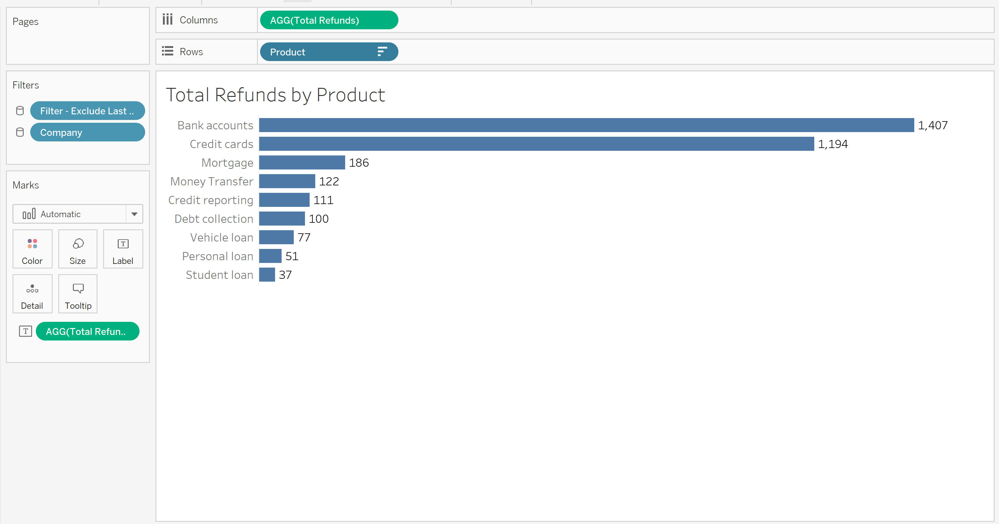 Pages
Columns
AGG(Total Refunds)
Rows
Product
Filters
Filter - Exclude Last ..
Company
Marks
Automatic
Color
Size
T
Label
Detail
Tooltip
T
AGG(Total Refun..
Total Refunds by Product
Bank accounts 1,407
Credit cards 1,194
Mortgage 186
Money Transfer 122
Credit reporting 111
Debt collection 100
Vehicle loan 77
Personal loan 51
Student loan 37